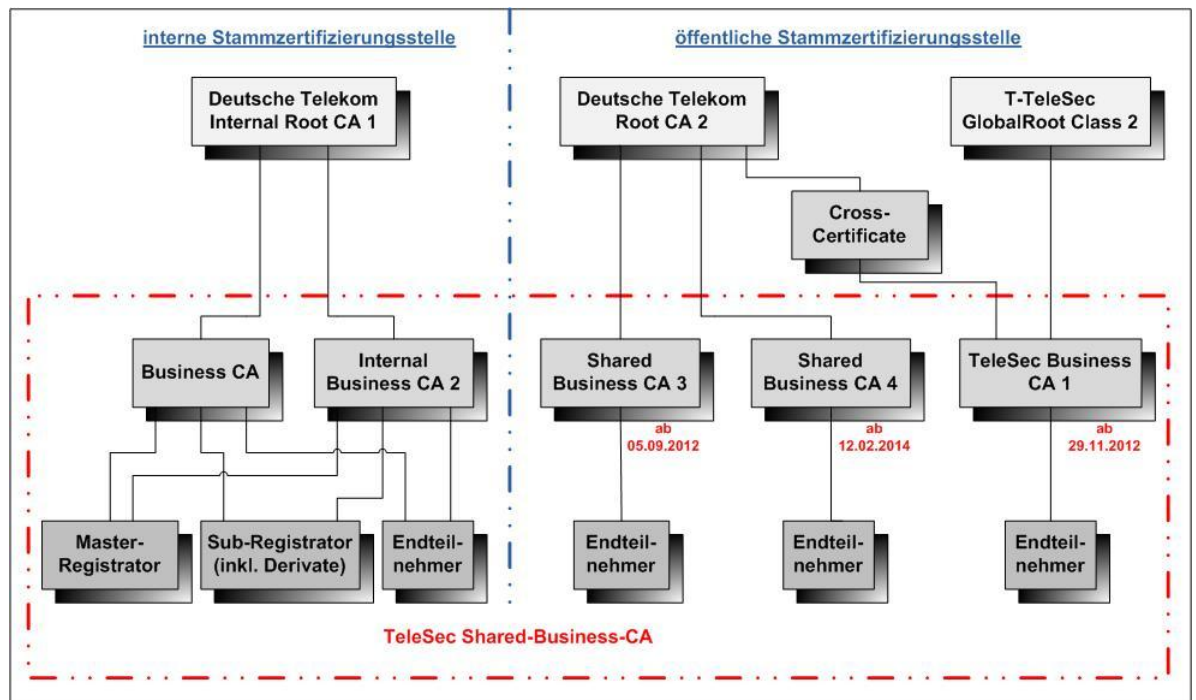 interne Stammzertifizierungsstelle
öffentliche Stammzertifizierungsstelle
Deutsche Telekom
Internal Root CA 1
Deutsche Telekom
Root CA 2
T-TeleSec
GlobalRoot Class 2
Cross-
Certificate
Business CA
Internal
Business CA 2
Shared
Business CA 3
Shared
Business CA 4
TeleSec Business
CA 1
ab
05.09.2012
ab
12.02.2014
ab
29.11.2012
Master-
Registrator
Sub-Registrator
(inkl. Derivate)
Endteil-
nehmer
Endteil-
nehmer
Endteil-
nehmer
Endteil-
nehmer
TeleSec Shared-Business-CA